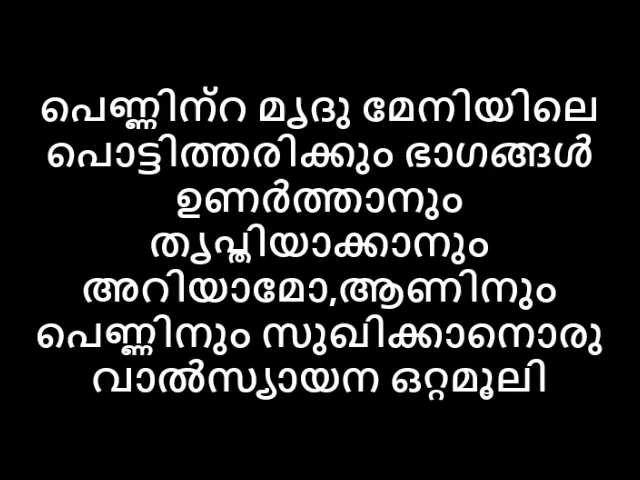 പെണ്ണിന്റ മൃദു മേനിയിലെ
പൊട്ടിത്തരിക്കും ഭാഗങ്ങൾ
ഉണർത്താനും
തൃപ്തിയാക്കാനും
അറിയാമോ,ആണിനും
പെണ്ണിനും സുഖിക്കാനൊരു
വാൽസ്യായന ഒറ്റമൂലി